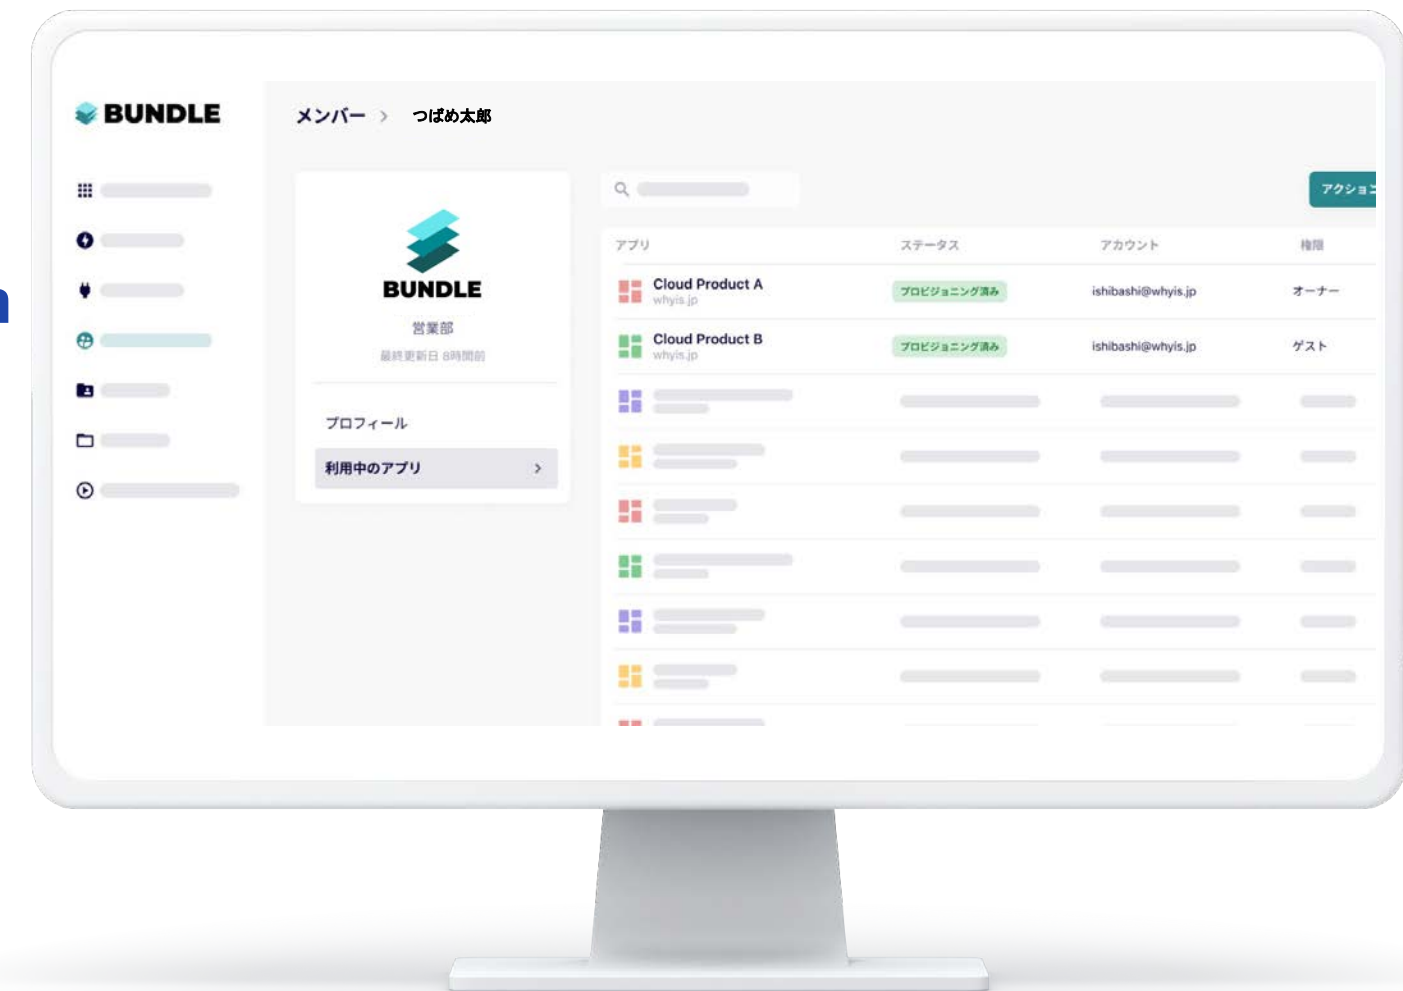 BUNDLE
メンバー > つばめ太郎
BUNDLE
営業部
最終更新日 8時間前
プロフィール
利用中のアプリ
アプリ ステータス アカウント 権限
Cloud Product A プロビジョニング済み ishibashi@whyis.jp オーナー
whyis.jp
Cloud Product B プロビジョニング済み ishibashi@whyis.jp ゲスト
whyis.jp